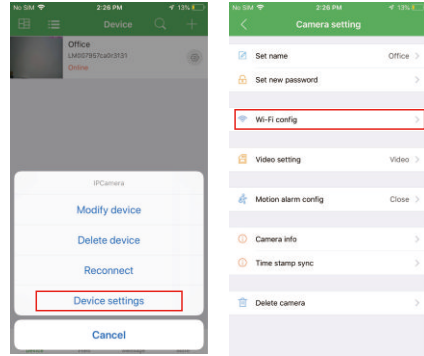 No SIM 2:26 PM 13%
Device
Office
LM007957ca0r3131
Online
IPCamera
Modify device
Delete device
Reconnect
Device settings
Cancel
No SIM 2:26 PM 13%
Camera setting
Set name Office
Set new password
Wi-Fi config
Video setting Video
Motion alarm config Close
Camera info
Time stamp sync
Delete camera